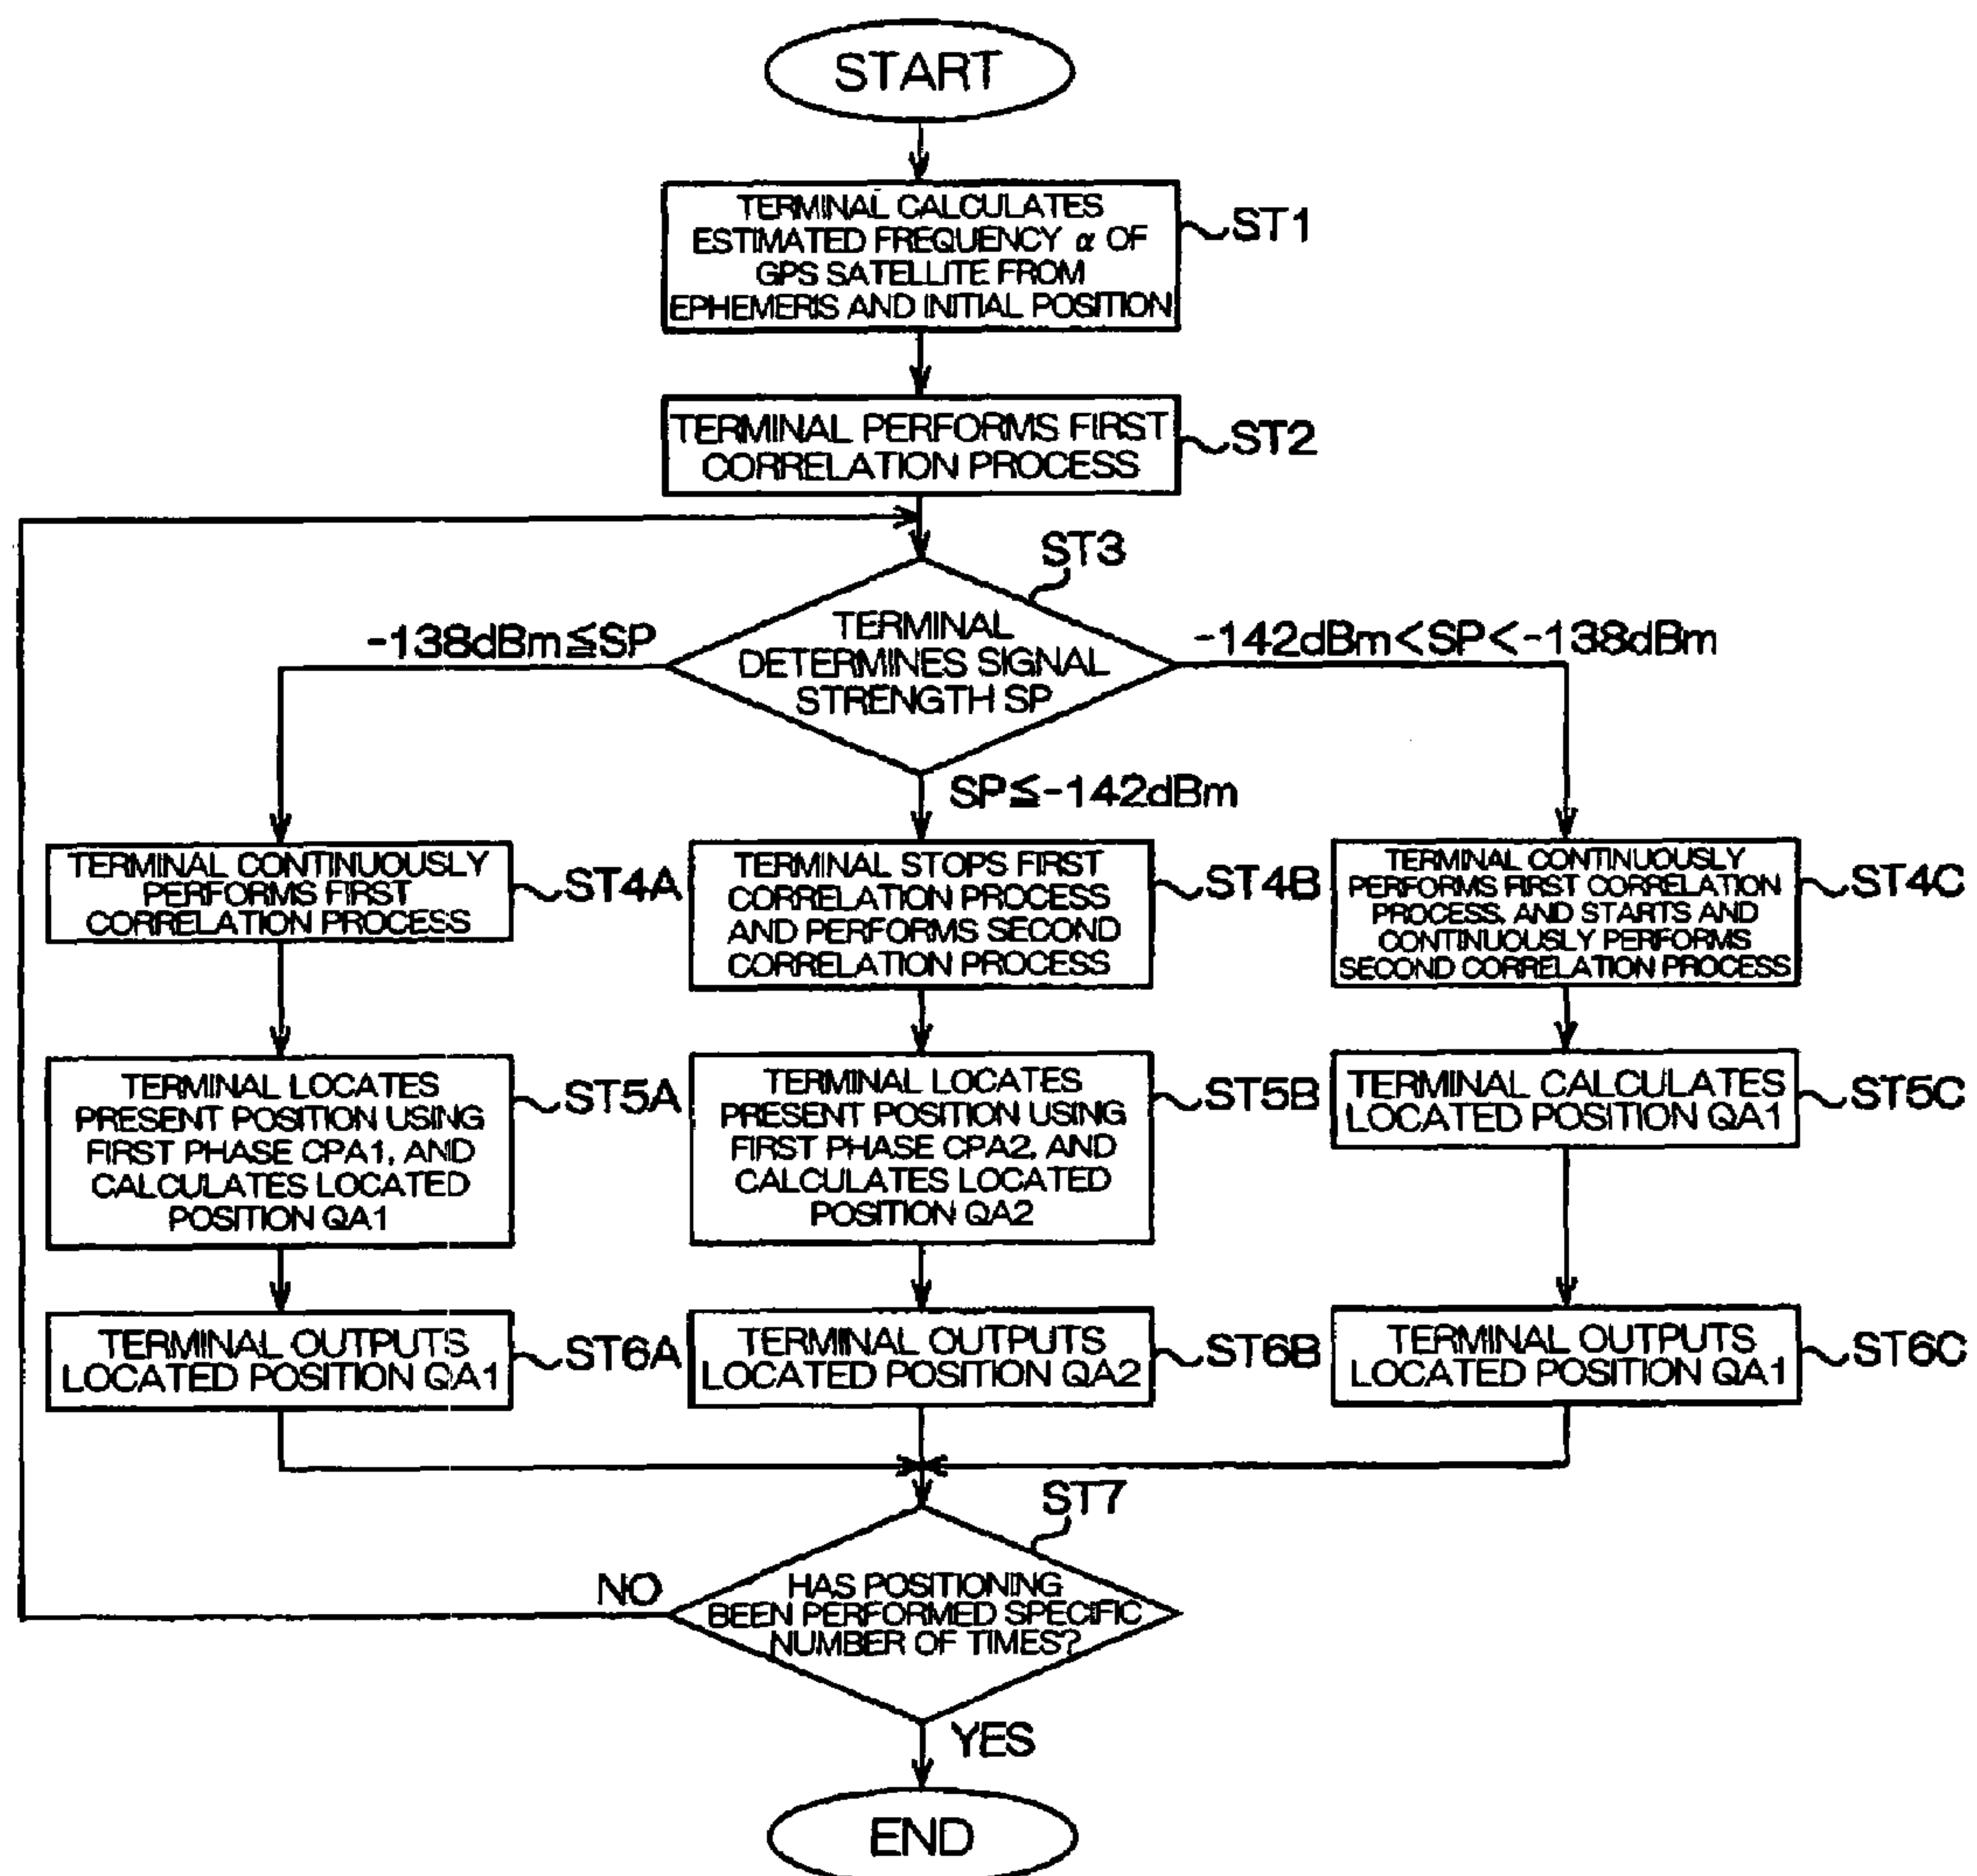 START
TERMINAL CALCULATES
ESTIMATED FREQUENCY α OF
GPS SATELLITE FROM
EPHEMERIS AND INITIAL POSITION
ST1
TERMINAL PERFORMS FIRST
CORRELATION PROCESS
ST2
ST3
TERMINAL
DETERMINES SIGNAL
STRENGTH SP
-138dBm≦SP
-142dBm<SP<-138dBm
SP≦-142dBm
TERMINAL CONTINUOUSLY
PERFORMS FIRST
CORRELATION PROCESS
ST4A
TERMINAL STOPS FIRST
CORRELATION PROCESS
AND PERFORMS SECOND
CORRELATION PROCESS
ST4B
TERMINAL CONTINUOUSLY
PERFORMS FIRST CORRELATION
PROCESS, AND STARTS AND
CONTINUOUSLY PERFORMS
SECOND CORRELATION PROCESS
ST4C
TERMINAL LOCATES
PRESENT POSITION USING
FIRST PHASE CPA1, AND
CALCULATES LOCATED
POSITION QA1
ST5A
TERMINAL LOCATES
PRESENT POSITION USING
FIRST PHASE CPA2, AND
CALCULATES LOCATED
POSITION QA2
ST5B
TERMINAL CALCULATES
LOCATED POSITION QA1
ST5C
TERMINAL OUTPUTS
LOCATED POSITION QA1
ST6A
TERMINAL OUTPUTS
LOCATED POSITION QA2
ST6B
TERMINAL OUTPUTS
LOCATED POSITION QA1
ST6C
ST7
HAS POSITIONING
BEEN PERFORMED SPECIFIC
NUMBER OF TIMES?
NO
YES
END